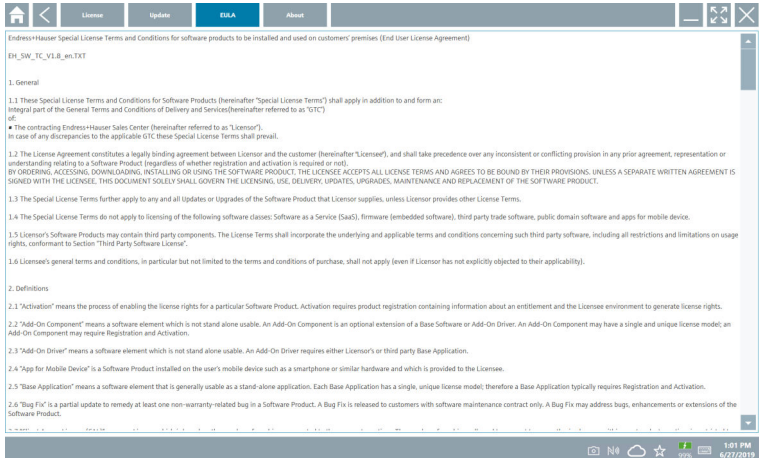 License
Update
EULA
About
Endress+Hauser Special License Terms and Conditions for software products to be installed and used on customers' premises (End User License Agreement)
EH_SW_TC_V1.8_en.TXT
1. General
1.1 These Special License Terms and Conditions for Software Products (hereinafter "Special License Terms") shall apply in addition to and form an:
Integral part of the General Terms and Conditions of Delivery and Services(hereinafter referred to as "GTC")
of:
▪ The contracting Endress+Hauser Sales Center (hereinafter referred to as "Licensor").
In case of any discrepancies to the applicable GTC these Special License Terms shall prevail.
1.2 The License Agreement constitutes a legally binding agreement between Licensor and the customer (hereinafter "Licensee"), and shall take precedence over any inconsistent or conflicting provision in any prior agreement, representation or
understanding relating to a Software Product (regardless of whether registration and activation is required or not).
BY ORDERING, ACCESSING, DOWNLOADING, INSTALLING OR USING THE SOFTWARE PRODUCT, THE LICENSEE ACCEPTS ALL LICENSE TERMS AND AGREES TO BE BOUND BY THEIR PROVISIONS. UNLESS A SEPARATE WRITTEN AGREEMENT IS
SIGNED WITH THE LICENSEE, THIS DOCUMENT SOLELY SHALL GOVERN THE LICENSING, USE, DELIVERY, UPDATES, UPGRADES, MAINTENANCE AND REPLACEMENT OF THE SOFTWARE PRODUCT.
1.3 The Special License Terms further apply to any and all Updates or Upgrades of the Software Product that Licensor supplies, unless Licensor provides other License Terms.
1.4 The Special License Terms do not apply to licensing of the following software classes: Software as a Service (SaaS), firmware (embedded software), third party trade software, public domain software and apps for mobile device.
1.5 Licensor's Software Products may contain third party components. The License Terms shall incorporate the underlying and applicable terms and conditions concerning such third party software, including all restrictions and limitations on usage
rights, conformant to Section "Third Party Software License".
1.6 Licensee's general terms and conditions, in particular but not limited to the terms and conditions of purchase, shall not apply (even if Licensor has not explicitly objected to their applicability).
2. Definitions
2.1 "Activation" means the process of enabling the license rights for a particular Software Product. Activation requires product registration containing information about an entitlement and the Licensee environment to generate license rights.
2.2 "Add-On Component" means a software element which is not stand alone usable. An Add-On Component is an optional extension of a Base Software or Add-On Driver. An Add-On Component may have a single and unique license model; an
Add-On Component may require Registration and Activation.
2.3 "Add-On Driver" means a software element which is not stand alone usable. An Add-On Driver requires either Licensor's or third party Base Application.
2.4 "App for Mobile Device" is a Software Product installed on the user's mobile device such as a smartphone or similar hardware and which is provided to the Licensee.
2.5 "Base Application" means a software element that is generally usable as a stand-alone application. Each Base Application has a single, unique license model; therefore a Base Application typically requires Registration and Activation.
2.6 "Bug Fix" is a partial update to remedy at least one non-warranty-related bug in a Software Product. A Bug Fix is released to customers with software maintenance contract only. A Bug Fix may address bugs, enhancements or extensions of the
Software Product.
99%
1:01 PM
6/27/2019